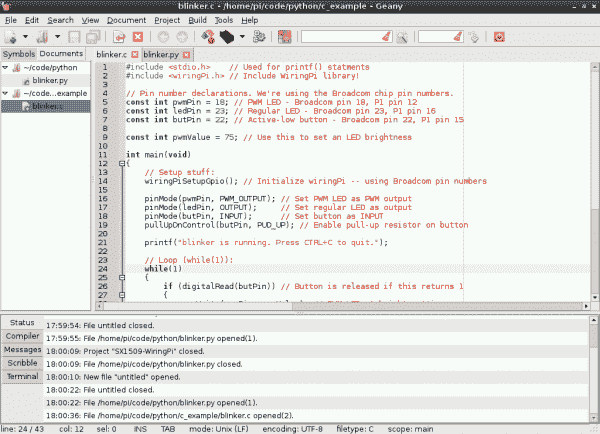 blinker.c - /home/pi/code/python/c_example - Geany
File Edit Search View Document Project Build Tools Help
Symbols Documents
~/code/python
blinker.py
~/code...example
blinker.c
blinker.c blinker.py
1 #include <stdio.h> // Used for printf() statments
2 #include <wiringPi.h> // Include WiringPi library!
3
4 // Pin number declarations. We're using the Broadcom chip pin numbers.
5 const int pwmPin = 18; // PWM LED - Broadcom pin 18, P1 pin 12
6 const int ledPin = 23; // Regular LED - Broadcom pin 23, P1 pin 16
7 const int butPin = 22; // Active-low button - Broadcom pin 22, P1 pin 15
8
9 const int pwmValue = 75; // Use this to set an LED brightness
10
11 int main(void)
12 {
13 // Setup stuff:
14 wiringPiSetupGpio(); // Initialize wiringPi -- using Broadcom pin numbers
15
16 pinMode(pwmPin, PWM_OUTPUT); // Set PWM LED as PWM output
17 pinMode(ledPin, OUTPUT); // Set regular LED as output
18 pinMode(butPin, INPUT); // Set button as INPUT
19 pullUpDnControl(butPin, PUD_UP); // Enable pull-up resistor on button
20
21 printf("blinker is running. Press CTRL+C to quit.");
22
23 // Loop (while(1)):
24 while(1)
25 {
26 if (digitalRead(butPin)) // Button is released if this returns 1
27 {
Status
Compiler
Messages
Scribble
Terminal
17:59:54: File untitled closed.
17:59:55: File /home/pi/code/python/blinker.py opened(1).
18:00:09: Project "SX1509-WiringPi" closed.
18:00:09: File /home/pi/code/python/blinker.py closed.
18:00:10: New file "untitled" opened.
18:00:22: File untitled closed.
18:00:22: File /home/pi/code/python/blinker.py opened(1).
18:00:36: File /home/pi/code/python/c_example/blinker.c opened(2).
line: 24 / 43 col: 12 sel: 0 INS TAB mode: Unix (LF) encoding: UTF-8 filetype: C scope: main